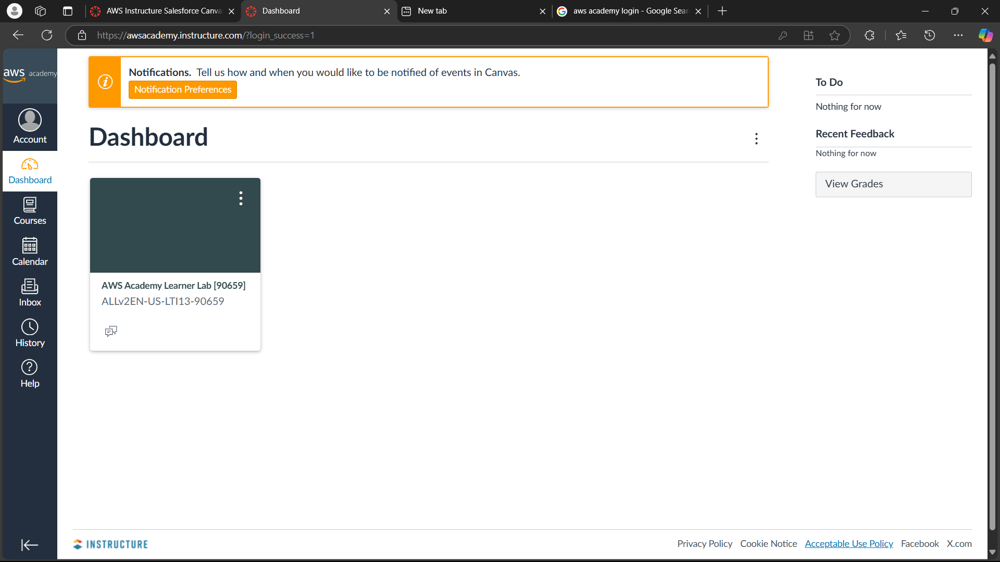 AWS Instructure Salesforce Canva
Dashboard
New tab
aws academy login - Google Sear
https://awsacademy.instructure.com/?login_success=1
aws academy
Account
Dashboard
Courses
Calendar
Inbox
History
Help
Notifications. Tell us how and when you would like to be notified of events in Canvas.
Notification Preferences
Dashboard
AWS Academy Learner Lab [90659]
ALLv2EN-US-LTI13-90659
To Do
Nothing for now
Recent Feedback
Nothing for now
View Grades
INSTRUCTURE
Privacy Policy Cookie Notice Acceptable Use Policy Facebook X.com